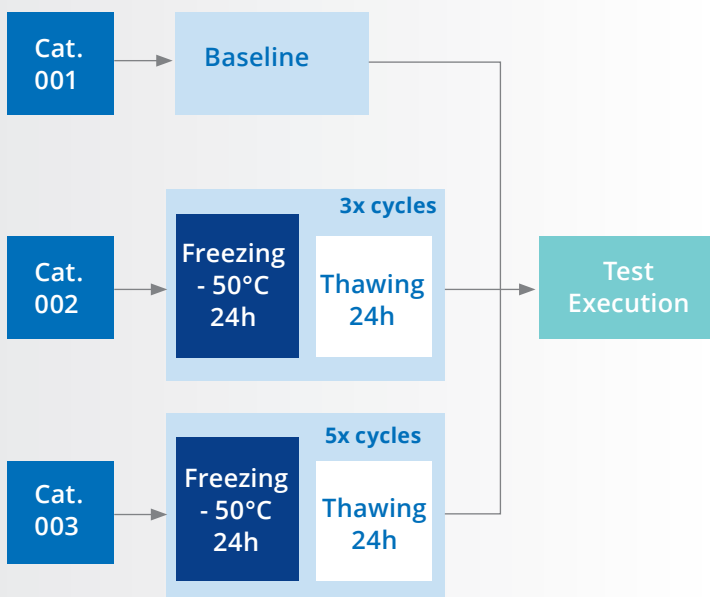 Cat.
001
Baseline
3x cycles
Cat.
002
Freezing
- 50°C
24h
Thawing
24h
Test
Execution
5x cycles
Cat.
003
Freezing
- 50°C
24h
Thawing
24h